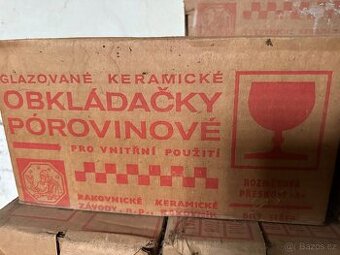 GLAZOVANÉ KERAMICKÉ
OBKLÁDAČKY
PÓROVINOVÉ
PRO VNITŘNÍ POUŽITÍ
RAKOVNICKÉ KERAMICKÉ
ZÁVODY
Bazoš.cz